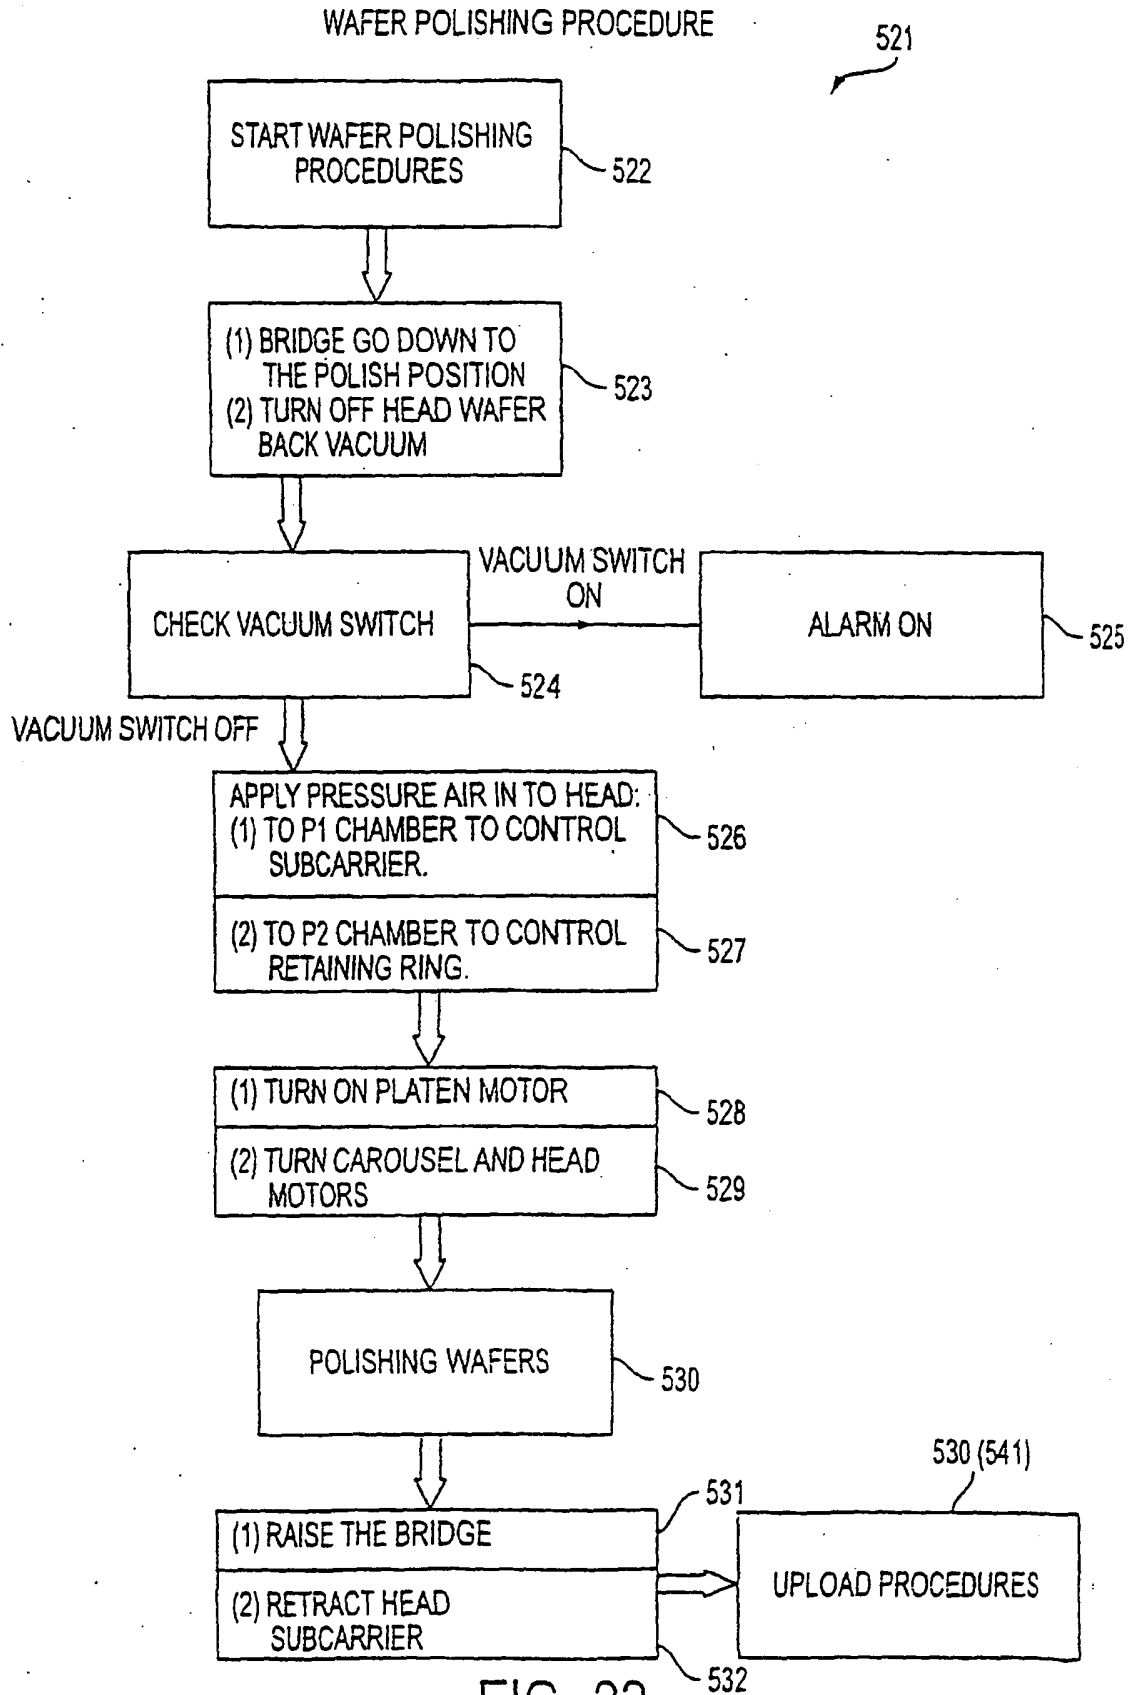 WAFER POLISHING PROCEDURE
521
START WAFER POLISHING
PROCEDURES
522
(1) BRIDGE GO DOWN TO
THE POLISH POSITION
(2) TURN OFF HEAD WAFER
BACK VACUUM
523
CHECK VACUUM SWITCH
524
VACUUM SWITCH
ON
ALARM ON
525
VACUUM SWITCH OFF
APPLY PRESSURE AIR IN TO HEAD:
(1) TO P1 CHAMBER TO CONTROL
SUBCARRIER.
526
(2) TO P2 CHAMBER TO CONTROL
RETAINING RING.
527
(1) TURN ON PLATEN MOTOR
528
(2) TURN CAROUSEL AND HEAD
MOTORS
529
POLISHING WAFERS
530
(1) RAISE THE BRIDGE
531
(2) RETRACT HEAD
SUBCARRIER
532
530 (541)
UPLOAD PROCEDURES
FIG.